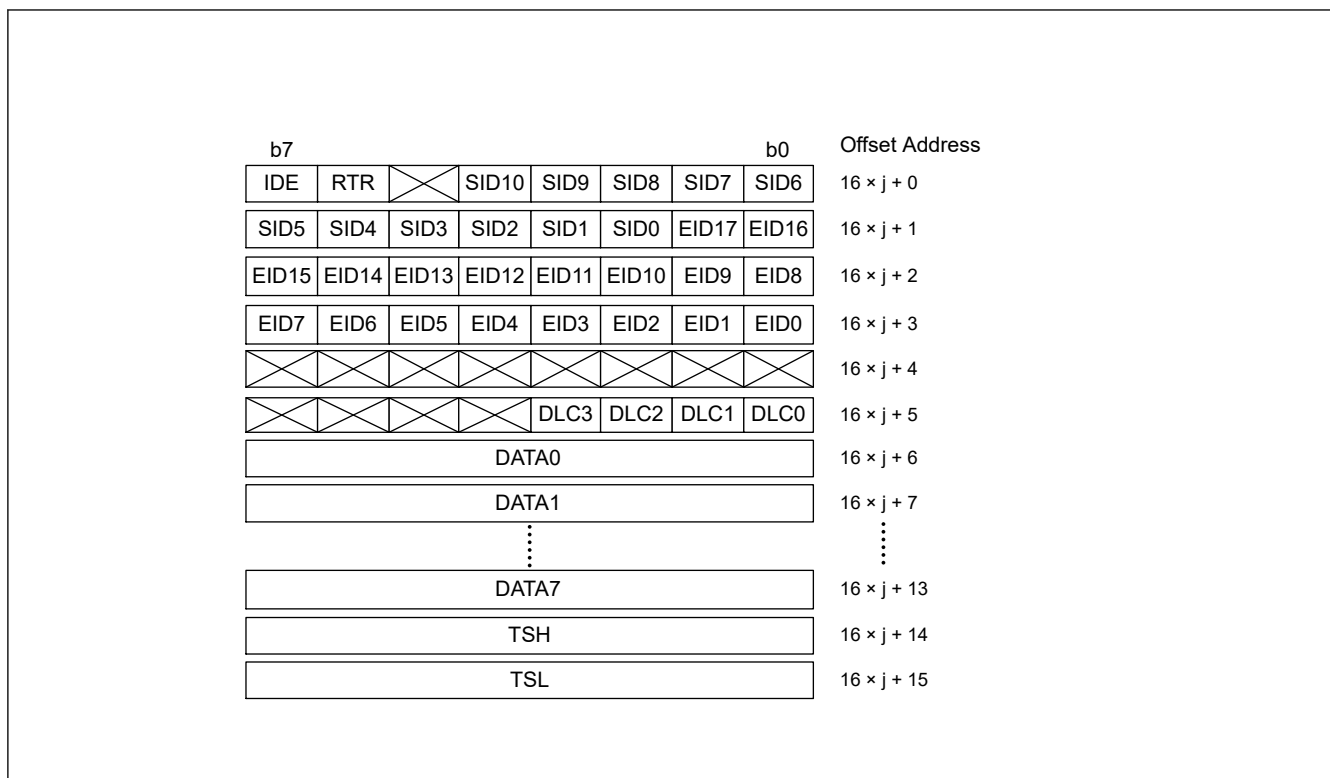 b7 b0 Offset Address
IDE RTR SID10 SID9 SID8 SID7 SID6 16 × j + 0
SID5 SID4 SID3 SID2 SID1 SID0 EID17 EID16 16 × j + 1
EID15 EID14 EID13 EID12 EID11 EID10 EID9 EID8 16 × j + 2
EID7 EID6 EID5 EID4 EID3 EID2 EID1 EID0 16 × j + 3
16 × j + 4
DLC3 DLC2 DLC1 DLC0 16 × j + 5
DATA0 16 × j + 6
DATA1 16 × j + 7
DATA7 16 × j + 13
TSH 16 × j + 14
TSL 16 × j + 15